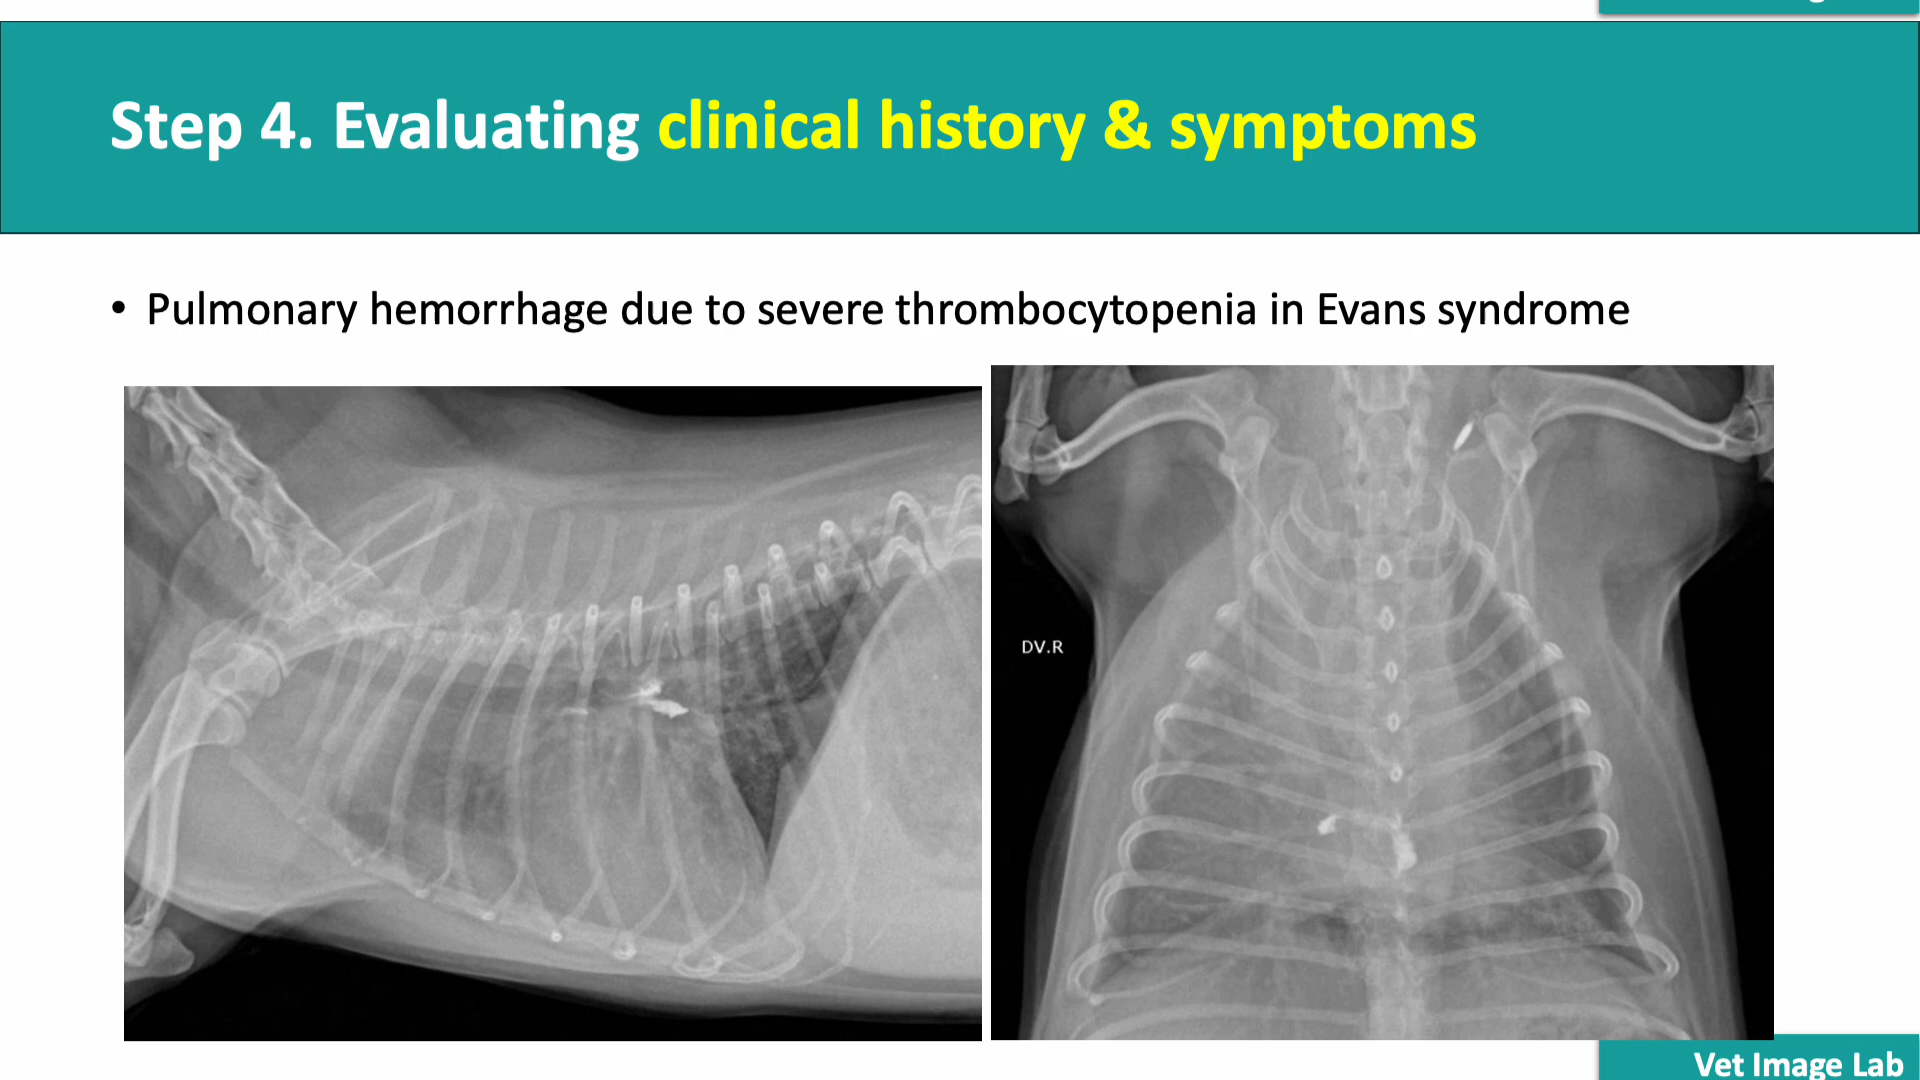 Step 4. Evaluating clinical history & symptoms
• Pulmonary hemorrhage due to severe thrombocytopenia in Evans syndrome
DV.R
Vet Image Lab